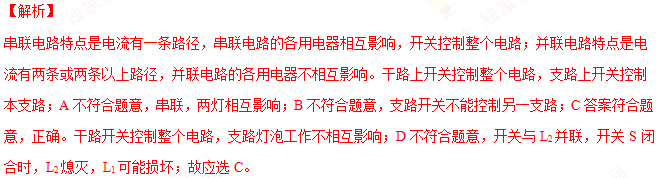 【解析】
串联电路特点是电流有一条路径，串联电路的各用电器相互影响，开关控制整个电路；并联电路特点是电
流有两条或两条以上路径，并联电路的各用电器不相互影响。干路上开关控制整个电路，支路上开关控制
本支路；A 不符合题意，串联，两灯相互影响；B 不符合题意，支路开关不能控制另一支路；C 答案符合题
意，正确。干路开关控制整个电路，支路灯泡工作不相互影响；D 不符合题意，开关与 L₂ 并联，开关 S 闭
合时，L₂ 熄灭，L₁ 可能损坏；故应选 C。